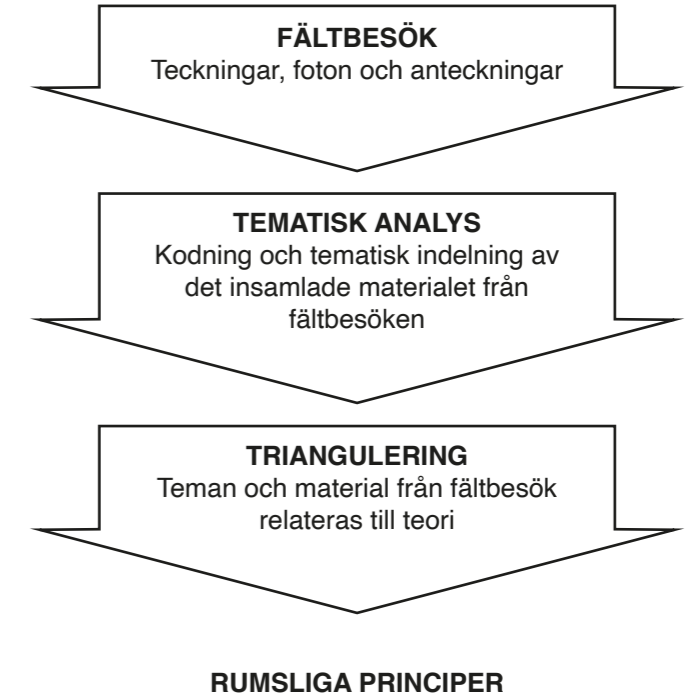 FÄLTBESÖK
Teckningar, foton och anteckningar
TEMATISK ANALYS
Kodning och tematisk indelning av
det insamlade materialet från
fältbesöken
TRIANGULERING
Teman och material från fältbesök
relateras till teori
RUMSLIGA PRINCIPER